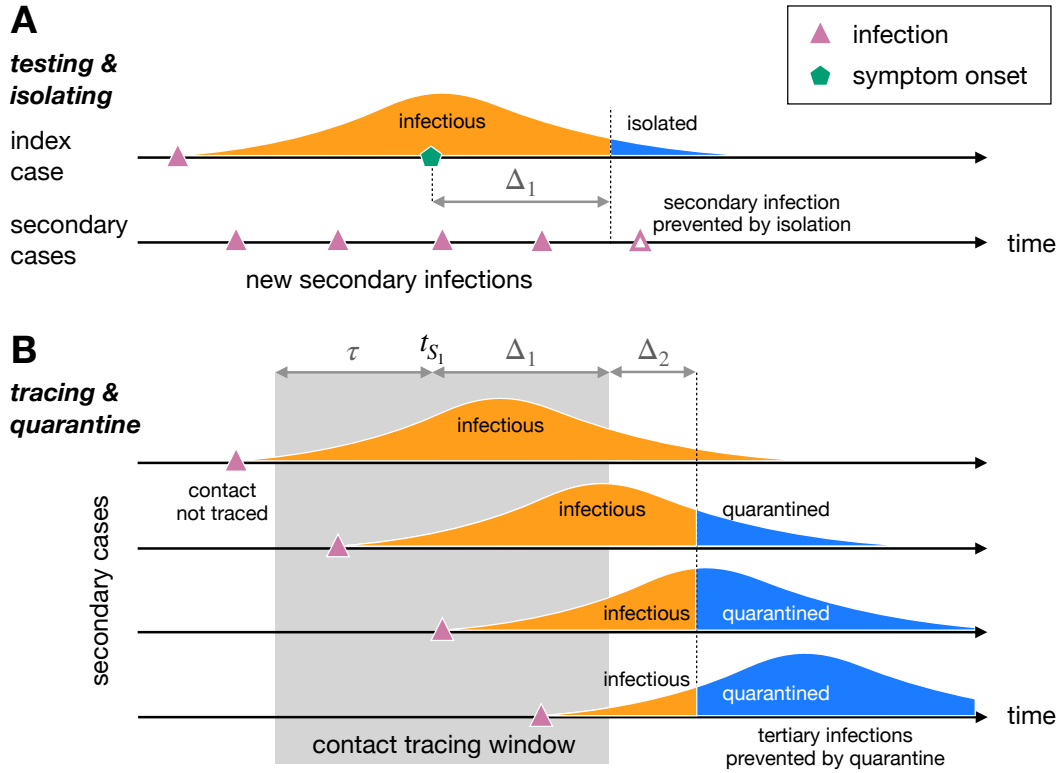 A
testing &
isolating
infection
symptom onset
index
case
infectious
isolated
Δ₁
secondary
cases
secondary infection
prevented by isolation
time
new secondary infections
B
tracing &
quarantine
τ
tS₁
Δ₁
Δ₂
infectious
contact
not traced
secondary cases
infectious
quarantined
infectious
quarantined
infectious
quarantined
time
contact tracing window
tertiary infections
prevented by quarantine